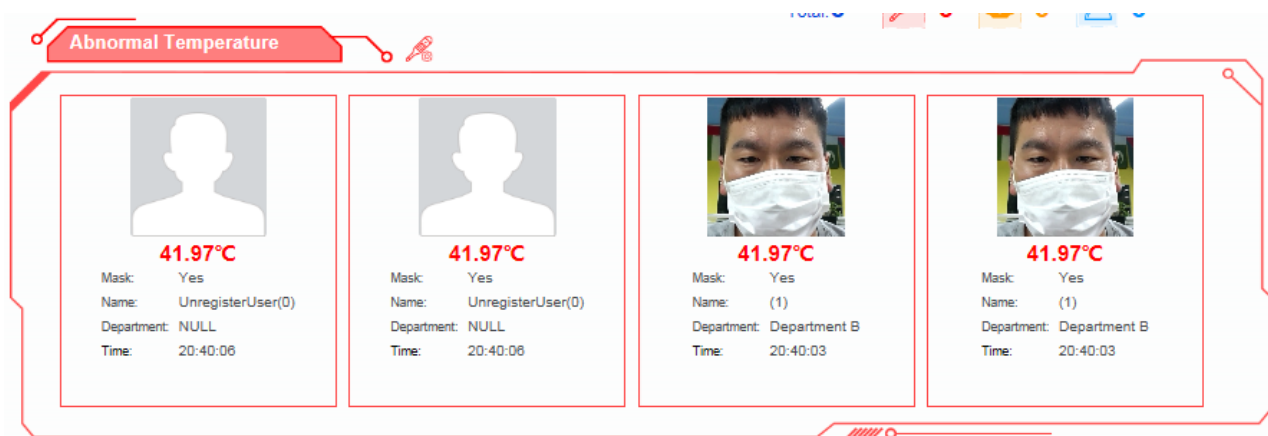 Total:
Abnormal Temperature
41.97°C
Mask: Yes
Name: UnregisterUser(0)
Department: NULL
Time: 20:40:06
41.97°C
Mask: Yes
Name: UnregisterUser(0)
Department: NULL
Time: 20:40:06
41.97°C
Mask: Yes
Name: (1)
Department: Department B
Time: 20:40:03
41.97°C
Mask: Yes
Name: (1)
Department: Department B
Time: 20:40:03